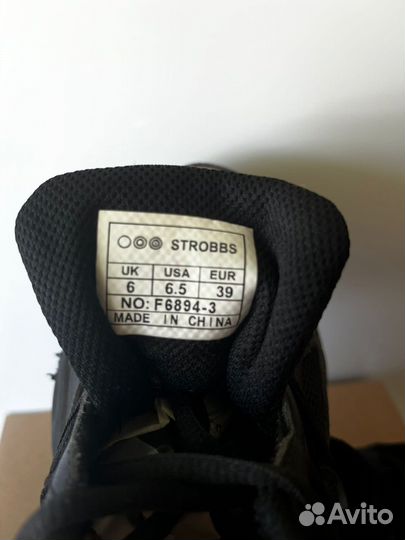 STROBBS
UK USA EUR
6 6.5 39
NO: F6894-3
MADE IN CHINA
Avito